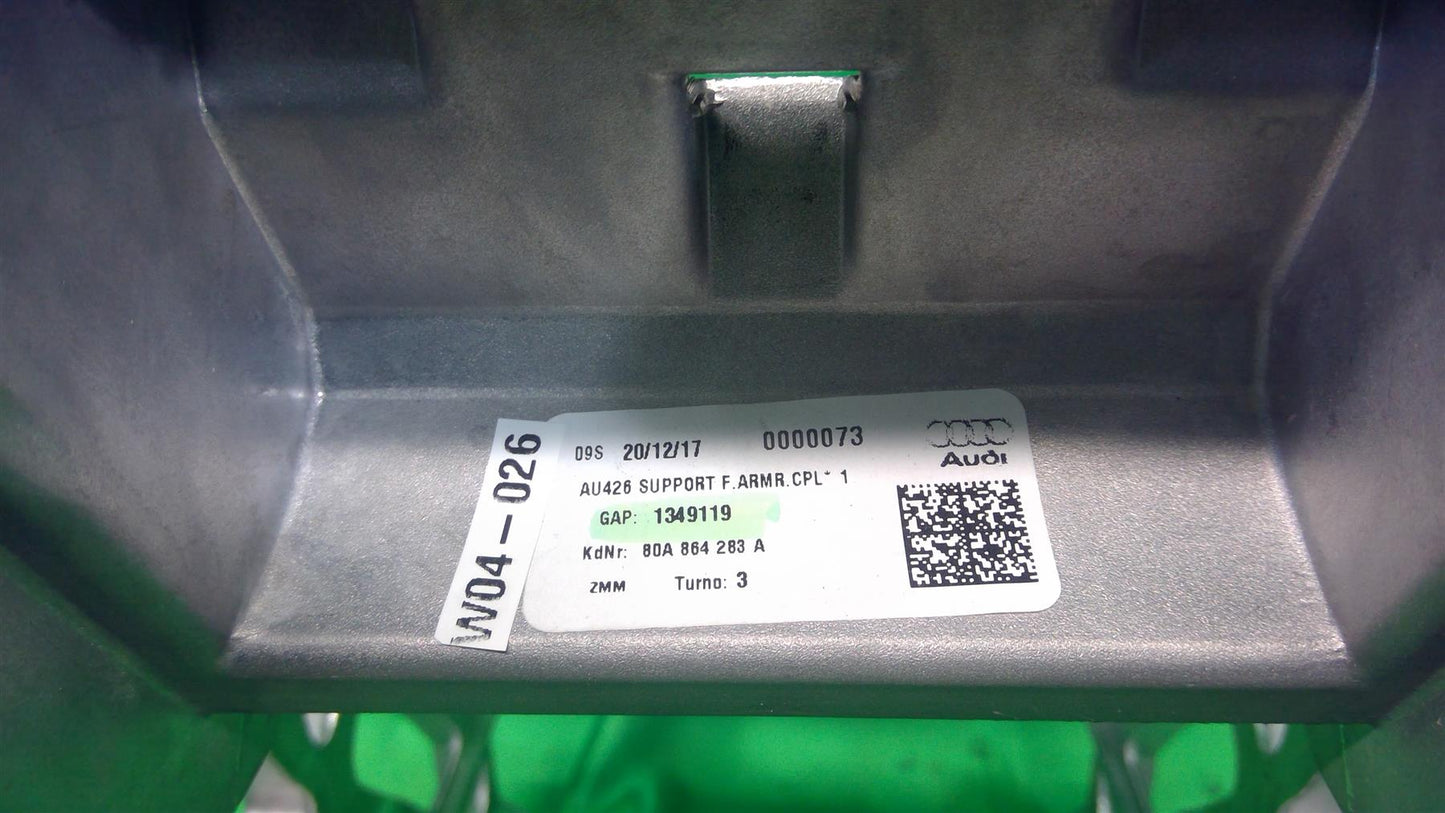 W04-026
09S 20/12/17 0000073
Audi
AU426 SUPPORT F.ARMR.CPL* 1
GAP: 1349119
KdNr: 80A 864 283 A
2MM Turno: 3